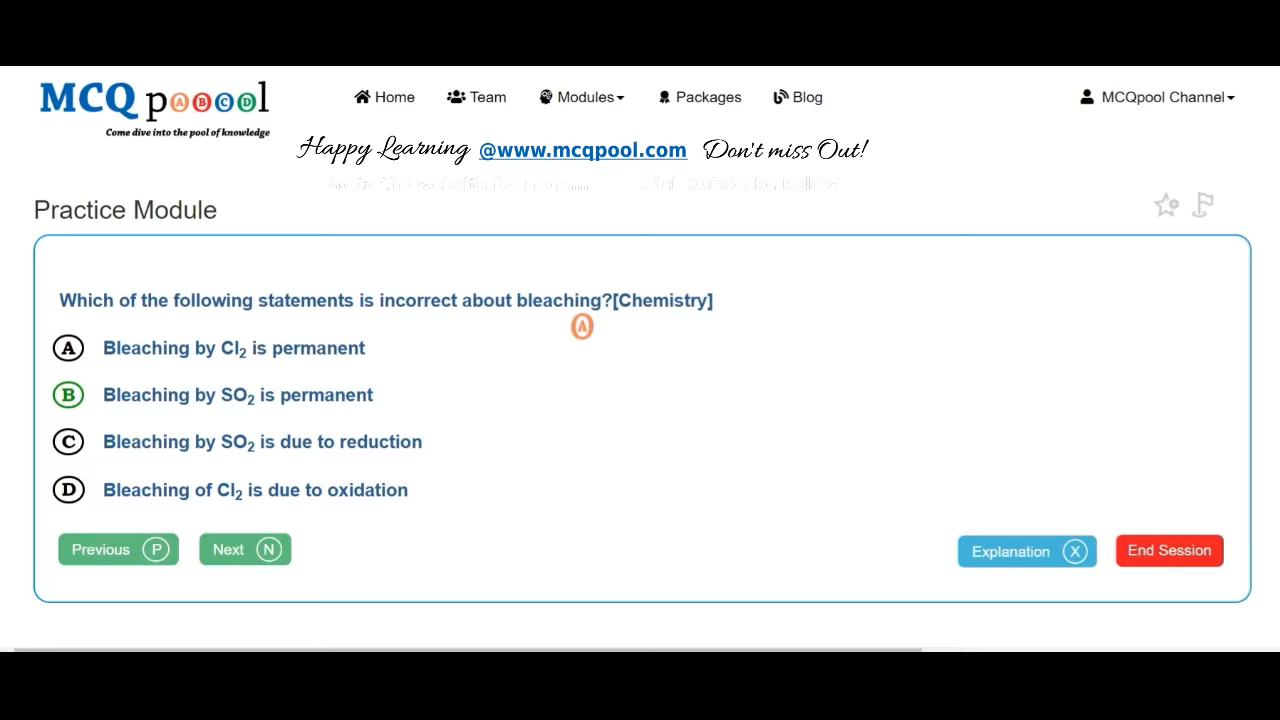 MCQ pooool
Come dive into the pool of knowledge
Home Team Modules Packages Blog MCQpool Channel
Happy Learning @www.mcqpool.com Don't miss Out!
Practice Module
Which of the following statements is incorrect about bleaching?[Chemistry]
A
A Bleaching by Cl₂ is permanent
B Bleaching by SO₂ is permanent
C Bleaching by SO₂ is due to reduction
D Bleaching of Cl₂ is due to oxidation
Previous P Next N Explanation X End Session